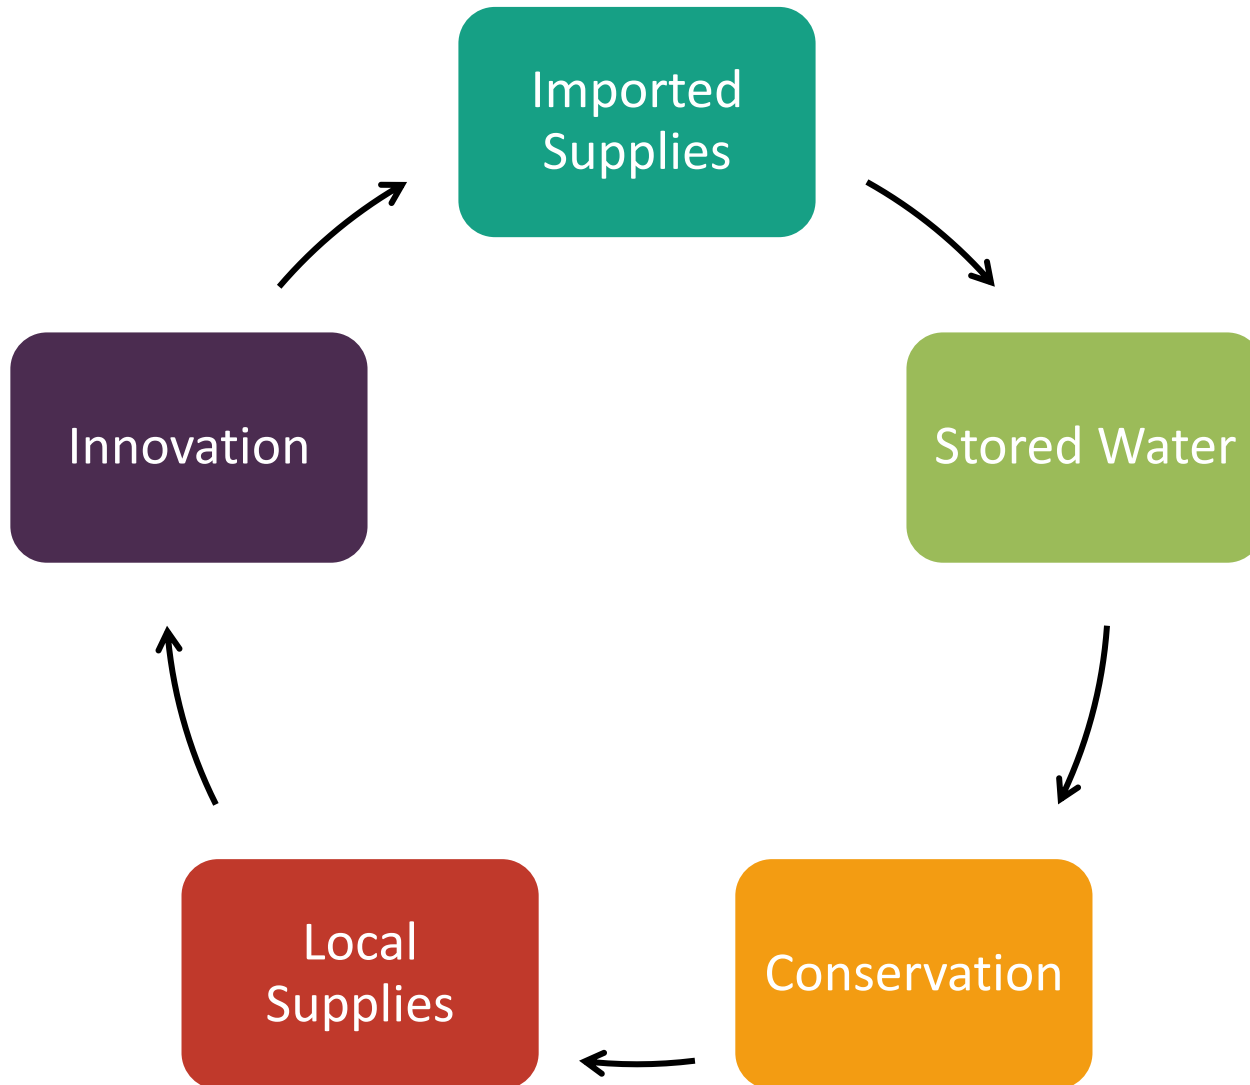 Imported
Supplies
Stored Water
Conservation
Local
Supplies
Innovation